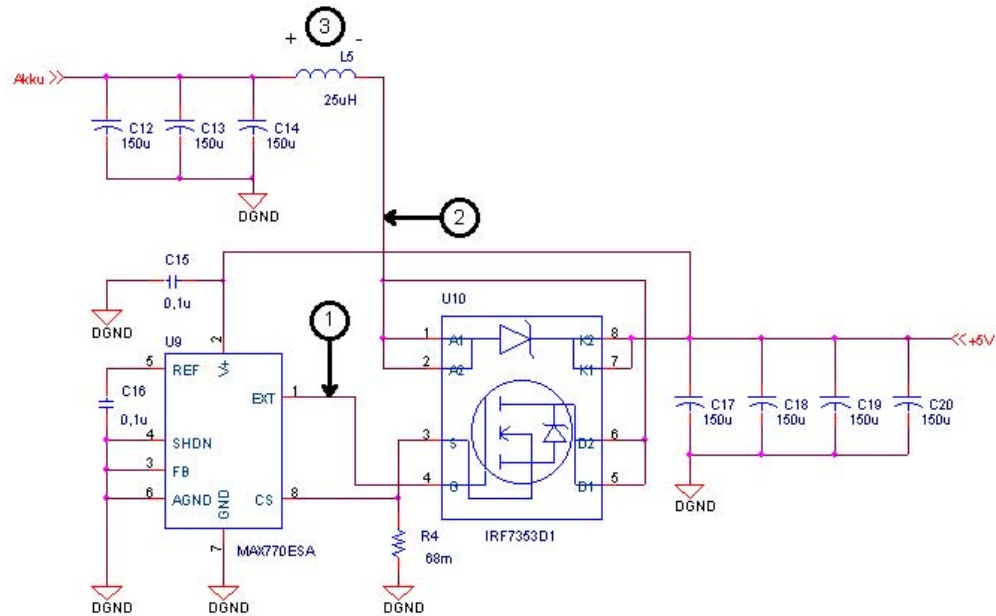 3
+ -
L5
25uH
Akku
C12
150u
C13
150u
C14
150u
DGND
2
C15
0,1u
DGND
1
U9
2
5
REF
V+
C16
0,1u
EXT
1
4
SHDN
3
FB
6
AGND
GND
CS
8
7
MAX770ESA
DGND
DGND
R4
68m
DGND
U10
1
A1
2
A2
K2
8
K1
7
3
S
4
G
D2
6
D1
5
IRF7353D1
+5V
C17
150u
C18
150u
C19
150u
C20
150u
DGND